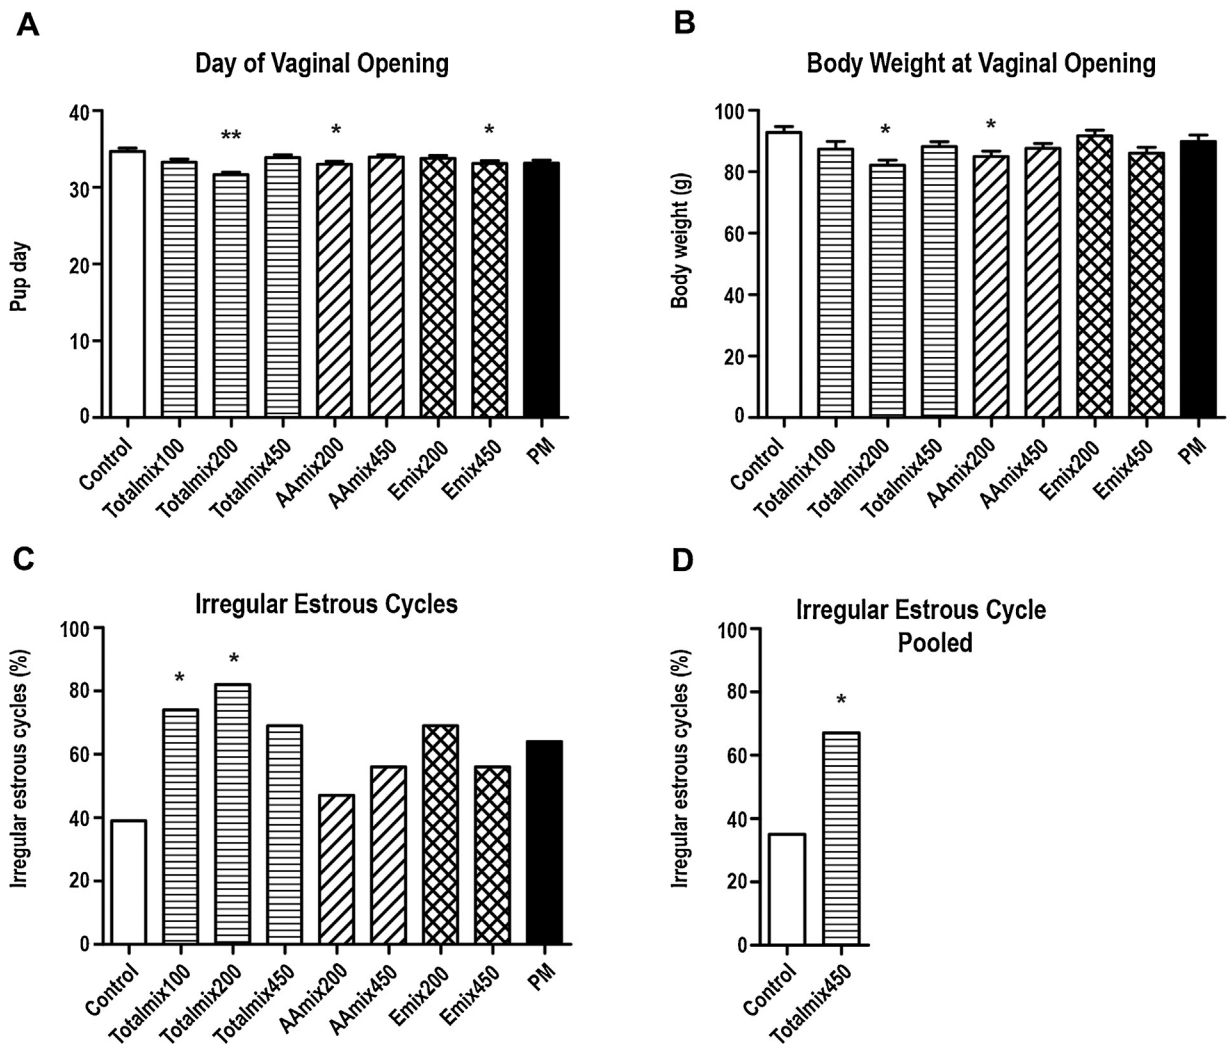 A
Day of Vaginal Opening
Pup day
40
30
20
10
0
** * *
Control Totalmix100 Totalmix200 Totalmix450 AAmix200 AAmix450 Emix200 Emix450 PM
B
Body Weight at Vaginal Opening
Body weight (g)
100
80
60
40
20
0
* *
Control Totalmix100 Totalmix200 Totalmix450 AAmix200 AAmix450 Emix200 Emix450 PM
C
Irregular Estrous Cycles
Irregular estrous cycles (%)
100
80
60
40
20
0
* *
Control Totalmix100 Totalmix200 Totalmix450 AAmix200 AAmix450 Emix200 Emix450 PM
D
Irregular Estrous Cycle
Pooled
Irregular estrous cycles (%)
100
80
60
40
20
0
*
Control Totalmix450